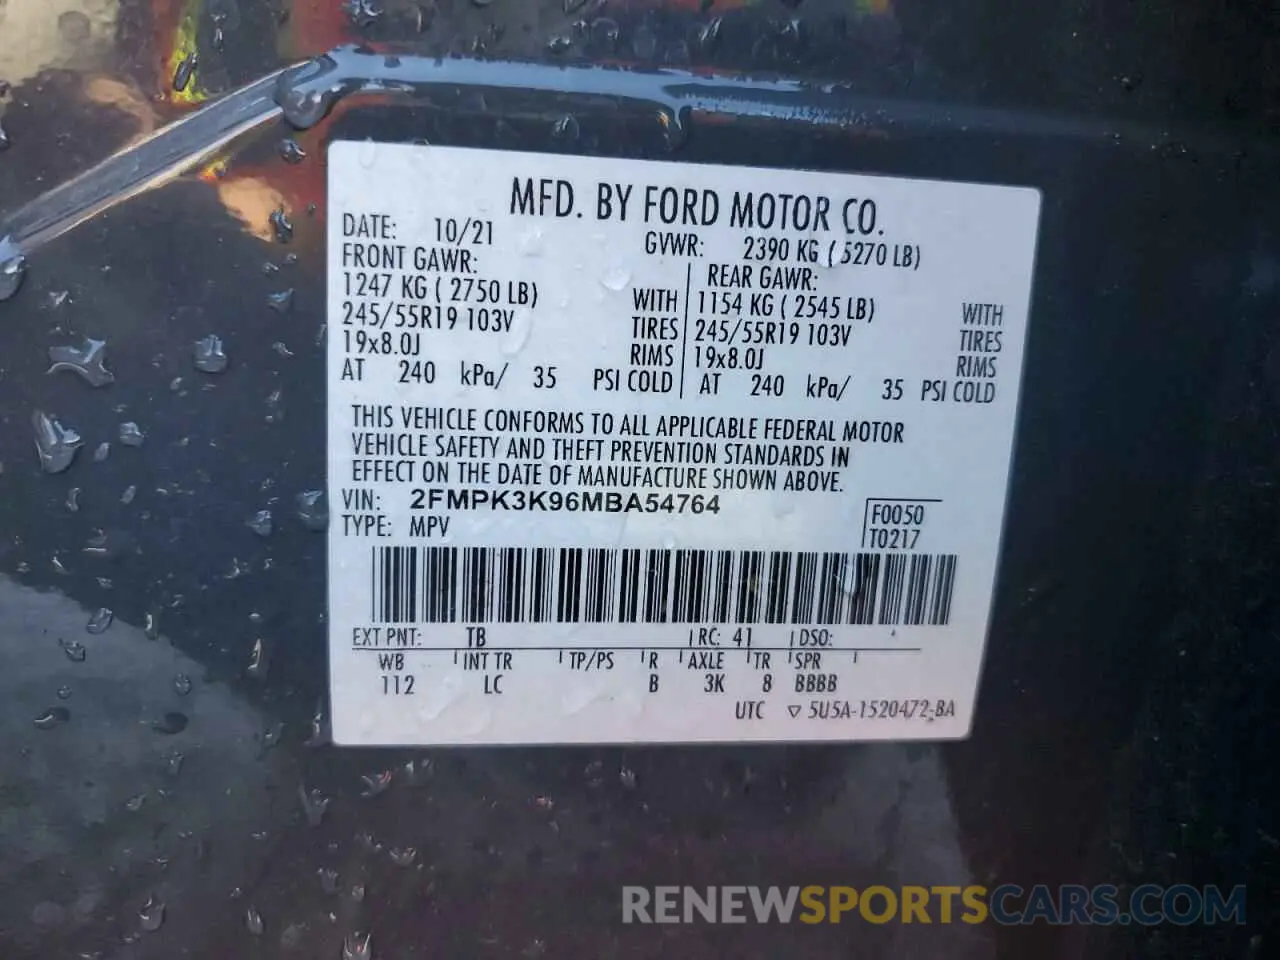 MFD. BY FORD MOTOR CO.
DATE: 10/21 GVWR: 2390 KG ( 5270 LB)
FRONT GAWR: REAR GAWR:
1247 KG ( 2750 LB) WITH 1154 KG ( 2545 LB) WITH
245/55R19 103V TIRES 245/55R19 103V TIRES
19x8.0J RIMS 19x8.0J RIMS
AT 240 kPa/ 35 PSI COLD AT 240 kPa/ 35 PSI COLD
THIS VEHICLE CONFORMS TO ALL APPLICABLE FEDERAL MOTOR
VEHICLE SAFETY AND THEFT PREVENTION STANDARDS IN
EFFECT ON THE DATE OF MANUFACTURE SHOWN ABOVE.
VIN: 2FMPK3K96MBA54764
TYPE: MPV
F0050
T0217
EXT PNT: TB RC: 41 DSO:
WB INT TR TP/PS R AXLE TR SPR
112 LC B 3K 8 BBBB
UTC ▽ 5U5A-1520472-BA
RENEWSPORTSCARS.COM